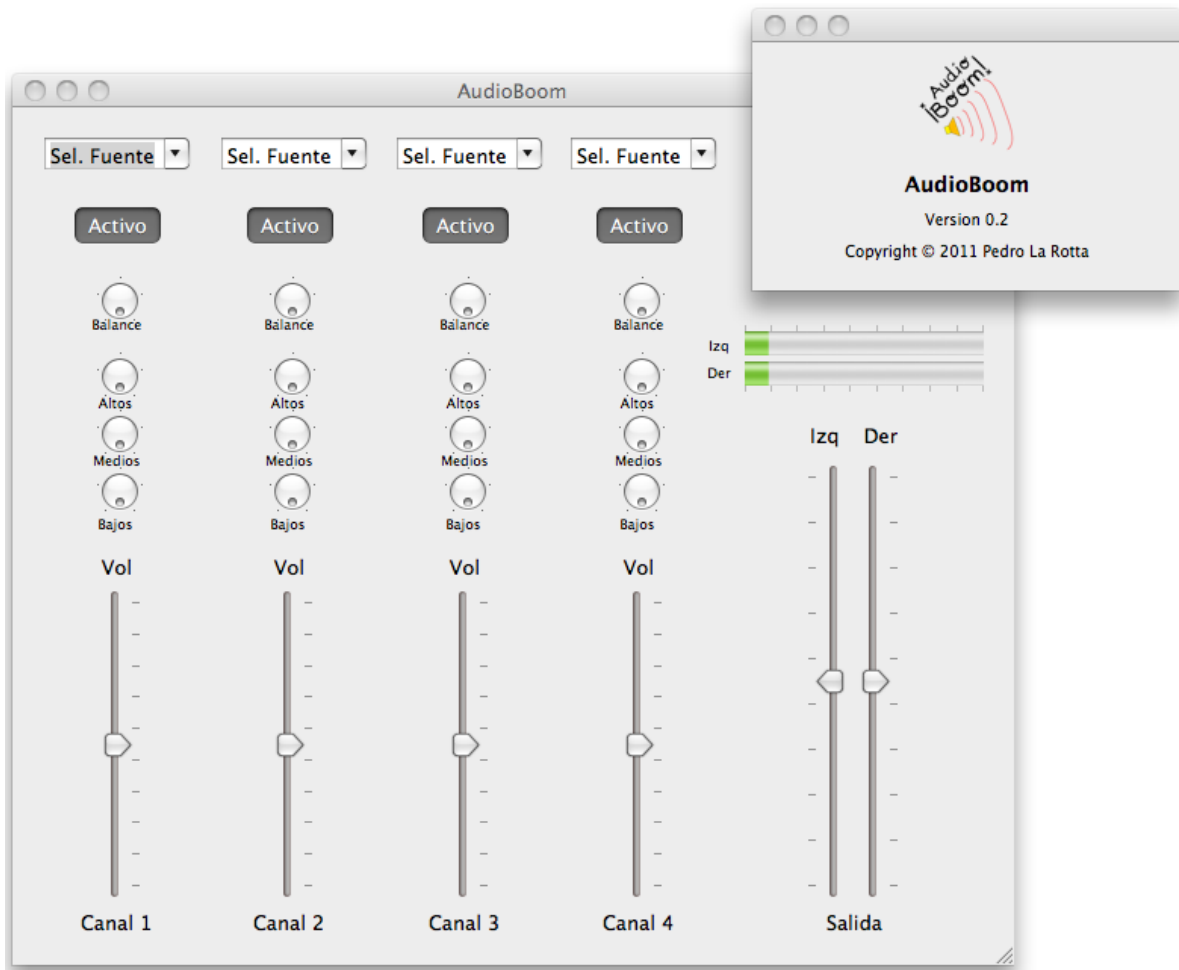 AudioBoom
Sel. Fuente Sel. Fuente Sel. Fuente Sel. Fuente
Activo Activo Activo Activo
Balance Balance Balance Balance
Altos Altos Altos Altos
Medios Medios Medios Medios
Bajos Bajos Bajos Bajos
Vol Vol Vol Vol
Canal 1 Canal 2 Canal 3 Canal 4
Izq
Der
Izq Der
Salida
Audio
¡Boom!
AudioBoom
Version 0.2
Copyright © 2011 Pedro La Rotta